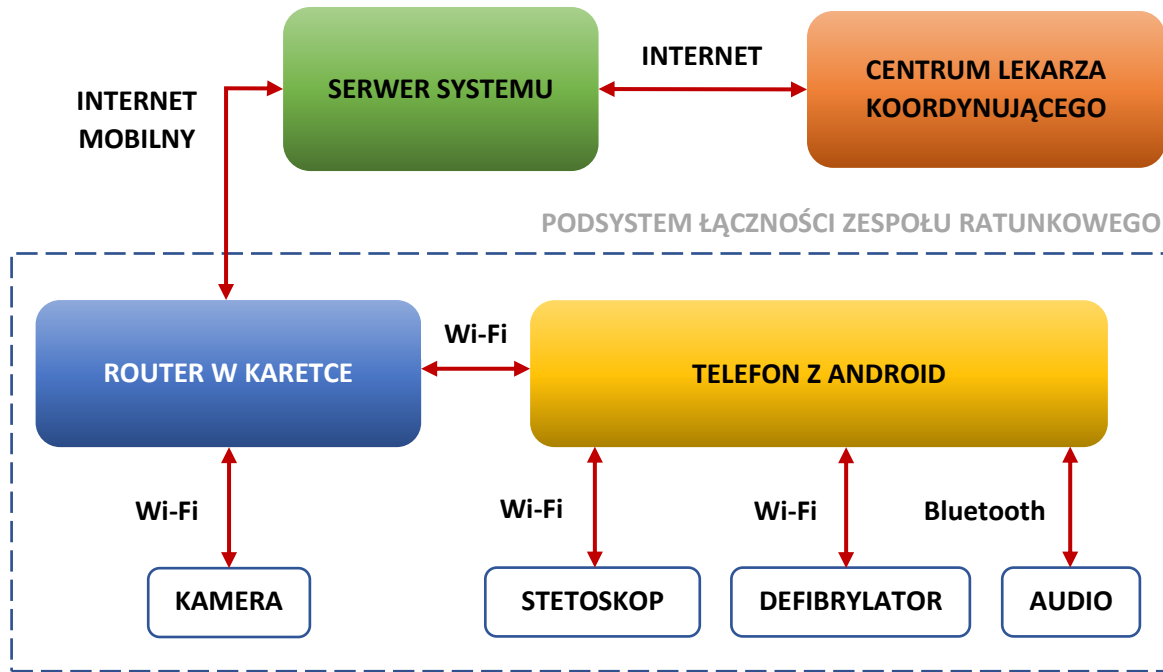 INTERNET
SERWER SYSTEMU
CENTRUM LEKARZA
KOORDYNUJĄCEGO
INTERNET
MOBILNY
PODSYSTEM ŁĄCZNOŚCI ZESPOŁU RATUNKOWEGO
Wi-Fi
ROUTER W KARETCE
TELEFON Z ANDROID
Wi-Fi
Wi-Fi
Wi-Fi
Bluetooth
KAMERA
STETOSKOP
DEFIBRYLATOR
AUDIO